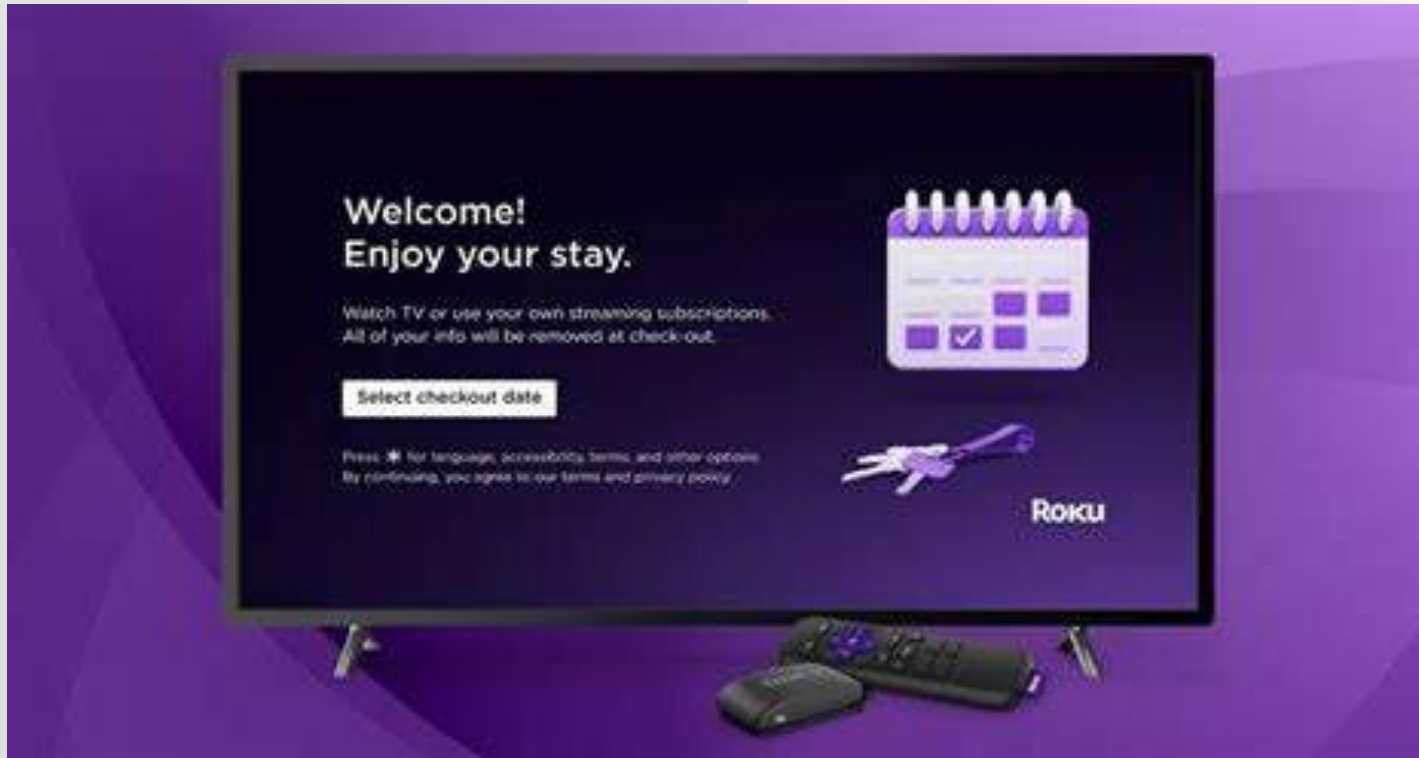 Welcome!
Enjoy your stay.
Watch TV or use your own streaming subscriptions.
All of your info will be removed at check-out.
Select checkout date
Press * for language, accessibility, terms, and other options
By continuing, you agree to our terms and privacy policy
Roku